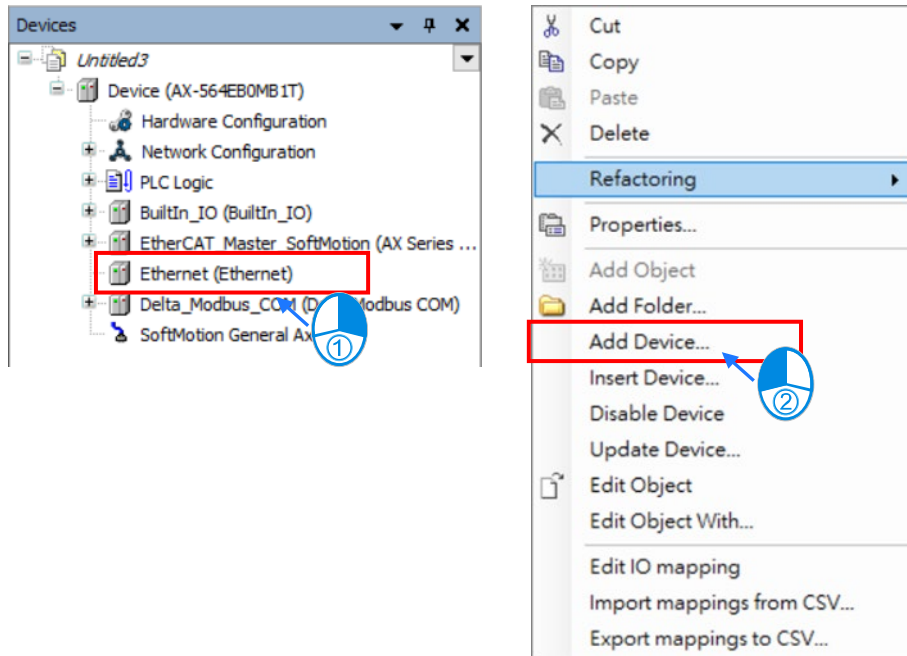 Devices
Untitled3
Device (AX-564EB0MB1T)
Hardware Configuration
Network Configuration
PLC Logic
BuiltIn_IO (BuiltIn_IO)
EtherCAT_Master_SoftMotion (AX Series ...
Ethernet (Ethernet)
Delta_Modbus_COM Modbus COM)
SoftMotion General
①
Cut
Copy
Paste
Delete
Refactoring
Properties...
Add Object
Add Folder...
Add Device...
Insert Device...
②
Disable Device
Update Device...
Edit Object
Edit Object With...
Edit IO mapping
Import mappings from CSV...
Export mappings to CSV...